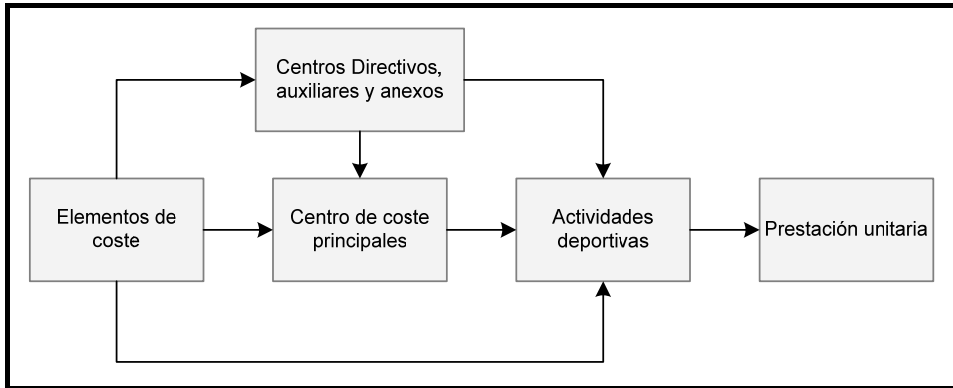 Centros Directivos,
auxiliares y anexos
Elementos de
coste
Centro de coste
principales
Actividades
deportivas
Prestación unitaria